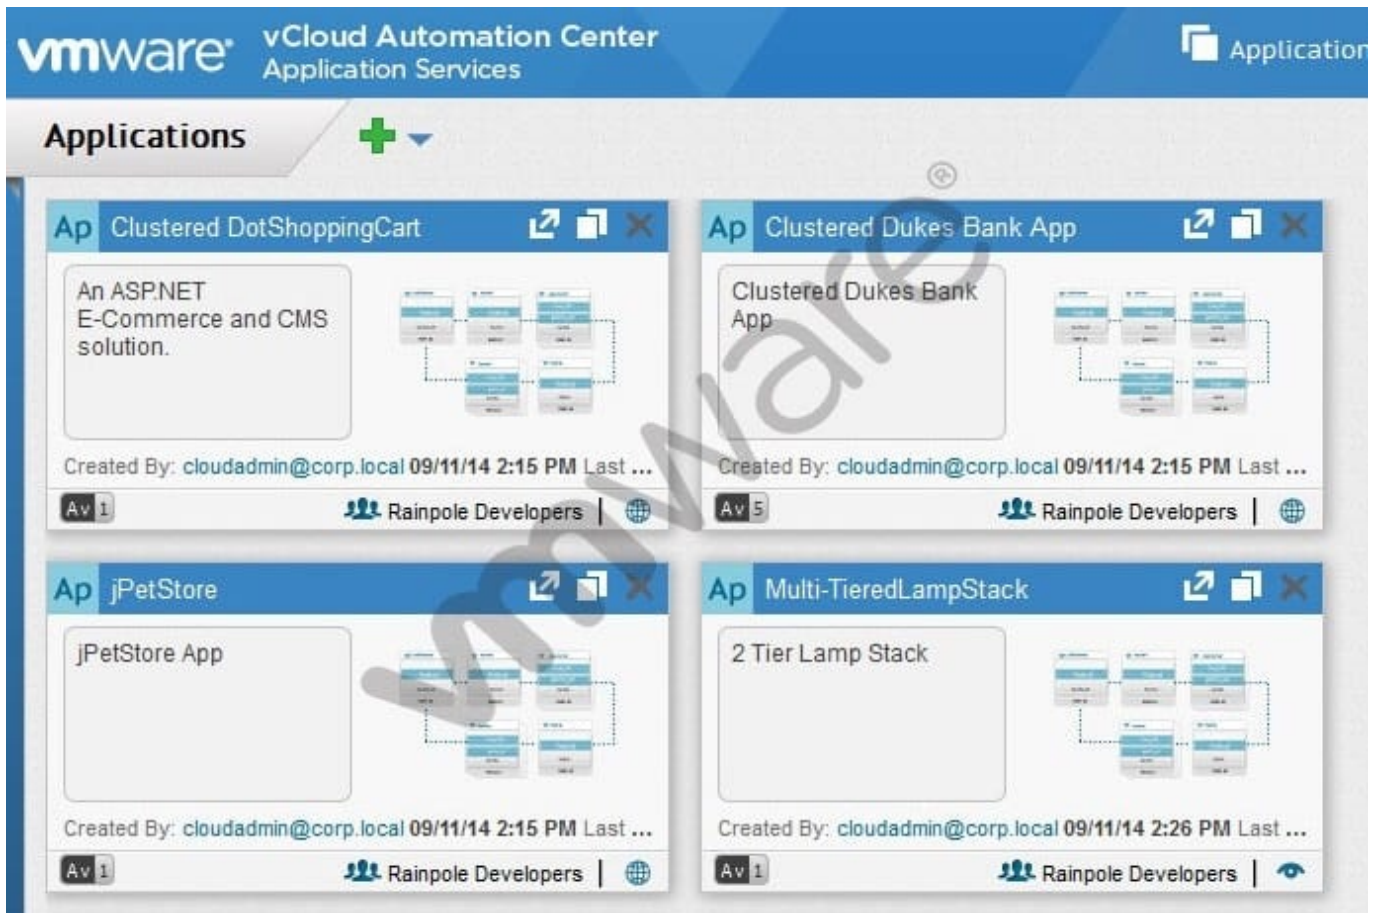 vmware®
vCloud Automation Center
Application Services
Application
Applications
Ap Clustered DotShoppingCart
An ASP.NET
E-Commerce and CMS
solution.
Created By: cloudadmin@corp.local 09/11/14 2:15 PM Last ...
Av 1
Rainpole Developers |
Ap Clustered Dukes Bank App
Clustered Dukes Bank
App
Created By: cloudadmin@corp.local 09/11/14 2:15 PM Last ...
Av 5
Rainpole Developers |
Ap jPetStore
jPetStore App
Created By: cloudadmin@corp.local 09/11/14 2:15 PM Last ...
Av 1
Rainpole Developers |
Ap Multi-TieredLampStack
2 Tier Lamp Stack
Created By: cloudadmin@corp.local 09/11/14 2:26 PM Last ...
Av 1
Rainpole Developers |
vmware®